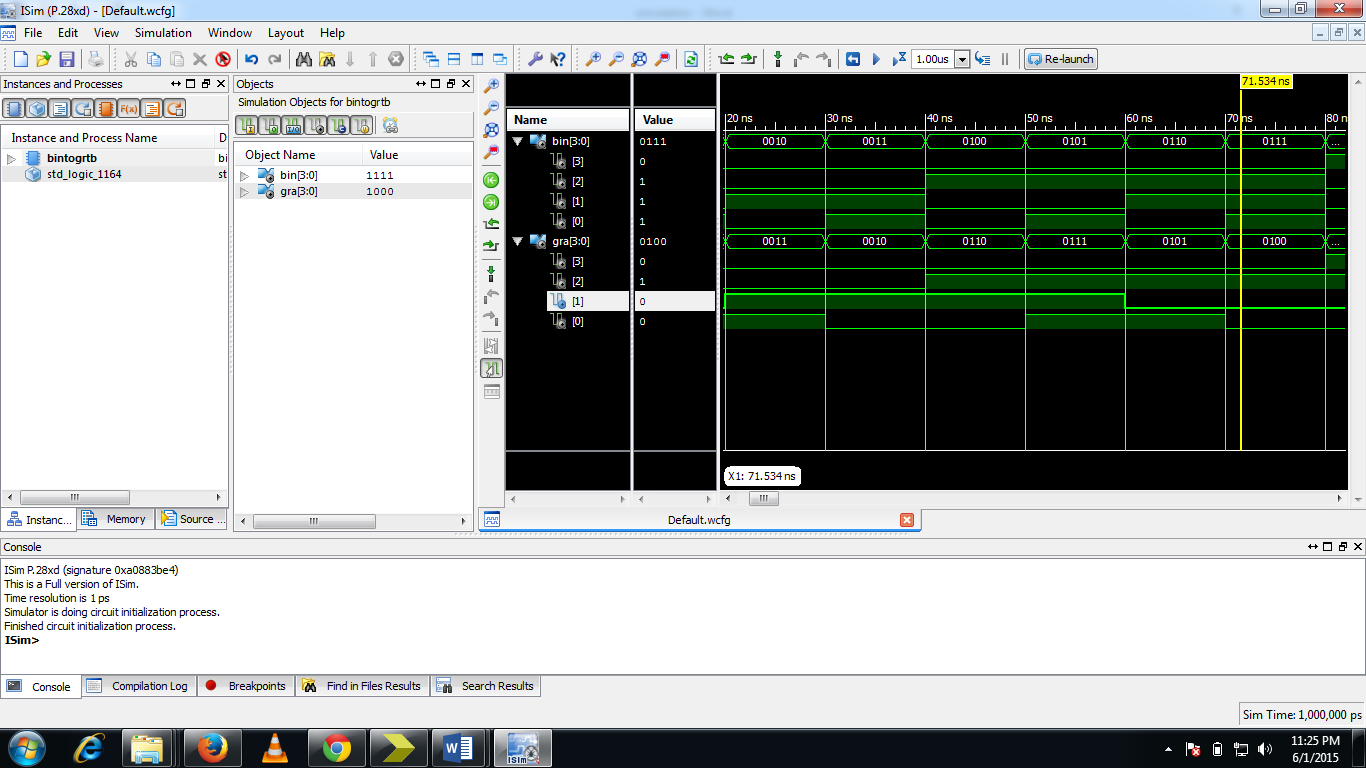 ISim (P.28xd) - [Default.wcfg]
File Edit View Simulation Window Layout Help
1.00us Re-launch
Instances and Processes
Instance and Process Name D
bintogrtb bi
std_logic_1164 st
Instanc... Memory Source ...
Objects
Simulation Objects for bintogrtb
Object Name Value
bin[3:0] 1111
gra[3:0] 1000
71.534 ns
Name Value 20 ns 30 ns 40 ns 50 ns 60 ns 70 ns 80 n
bin[3:0] 0111 0010 0011 0100 0101 0110 0111 ...
[3] 0
[2] 1
[1] 1
[0] 1
gra[3:0] 0100 0011 0010 0110 0111 0101 0100 ...
[3] 0
[2] 1
[1] 0
[0] 0
X1: 71.534 ns
Default.wcfg
Console
ISim P.28xd (signature 0xa0883be4)
This is a Full version of ISim.
Time resolution is 1 ps
Simulator is doing circuit initialization process.
Finished circuit initialization process.
ISim>
Console Compilation Log Breakpoints Find in Files Results Search Results
Sim Time: 1,000,000 ps
ISim
11:25 PM
6/1/2015